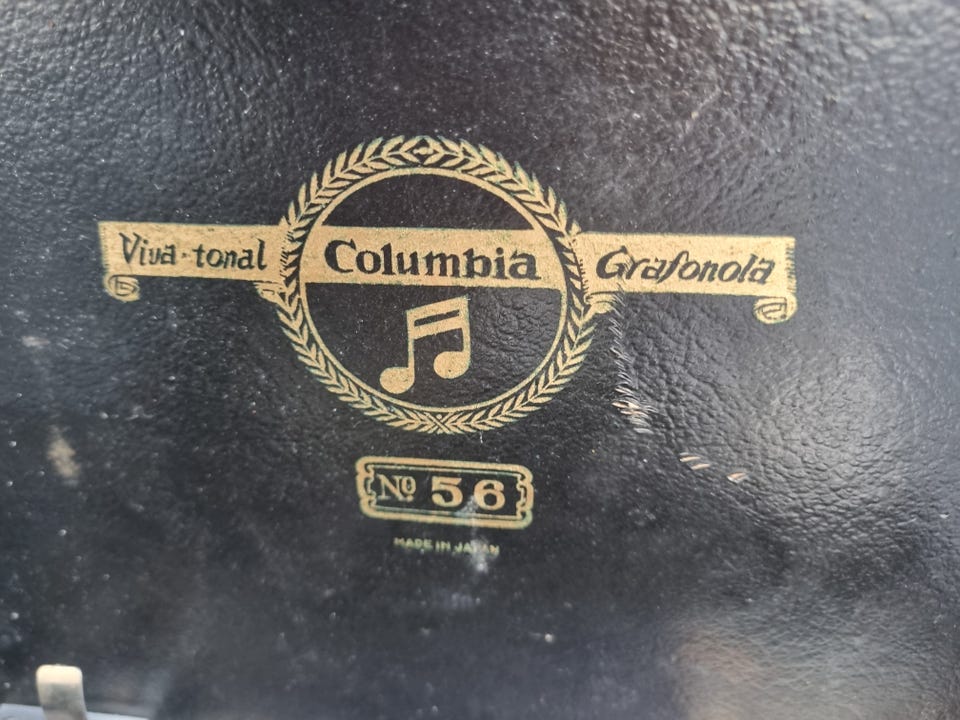 Viva-tonal Columbia Grafonola
No 56
MADE IN JAPAN